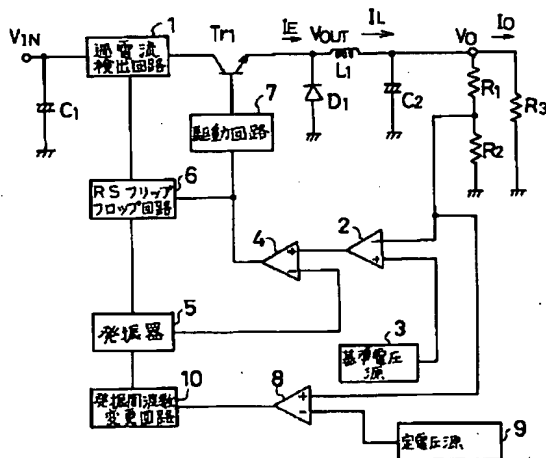 1
VIN
過電流
検出回路
Tr1
IE
VOUT
IL
VO
IO
C1
7
駆動回路
D1
L1
C2
R1
R2
R3
6
RSフリップ
フロップ回路
4
+
-
2
-
+
5
発振器
3
基準電圧
源
10
発振周波数
変更回路
8
+
-
9
定電圧源